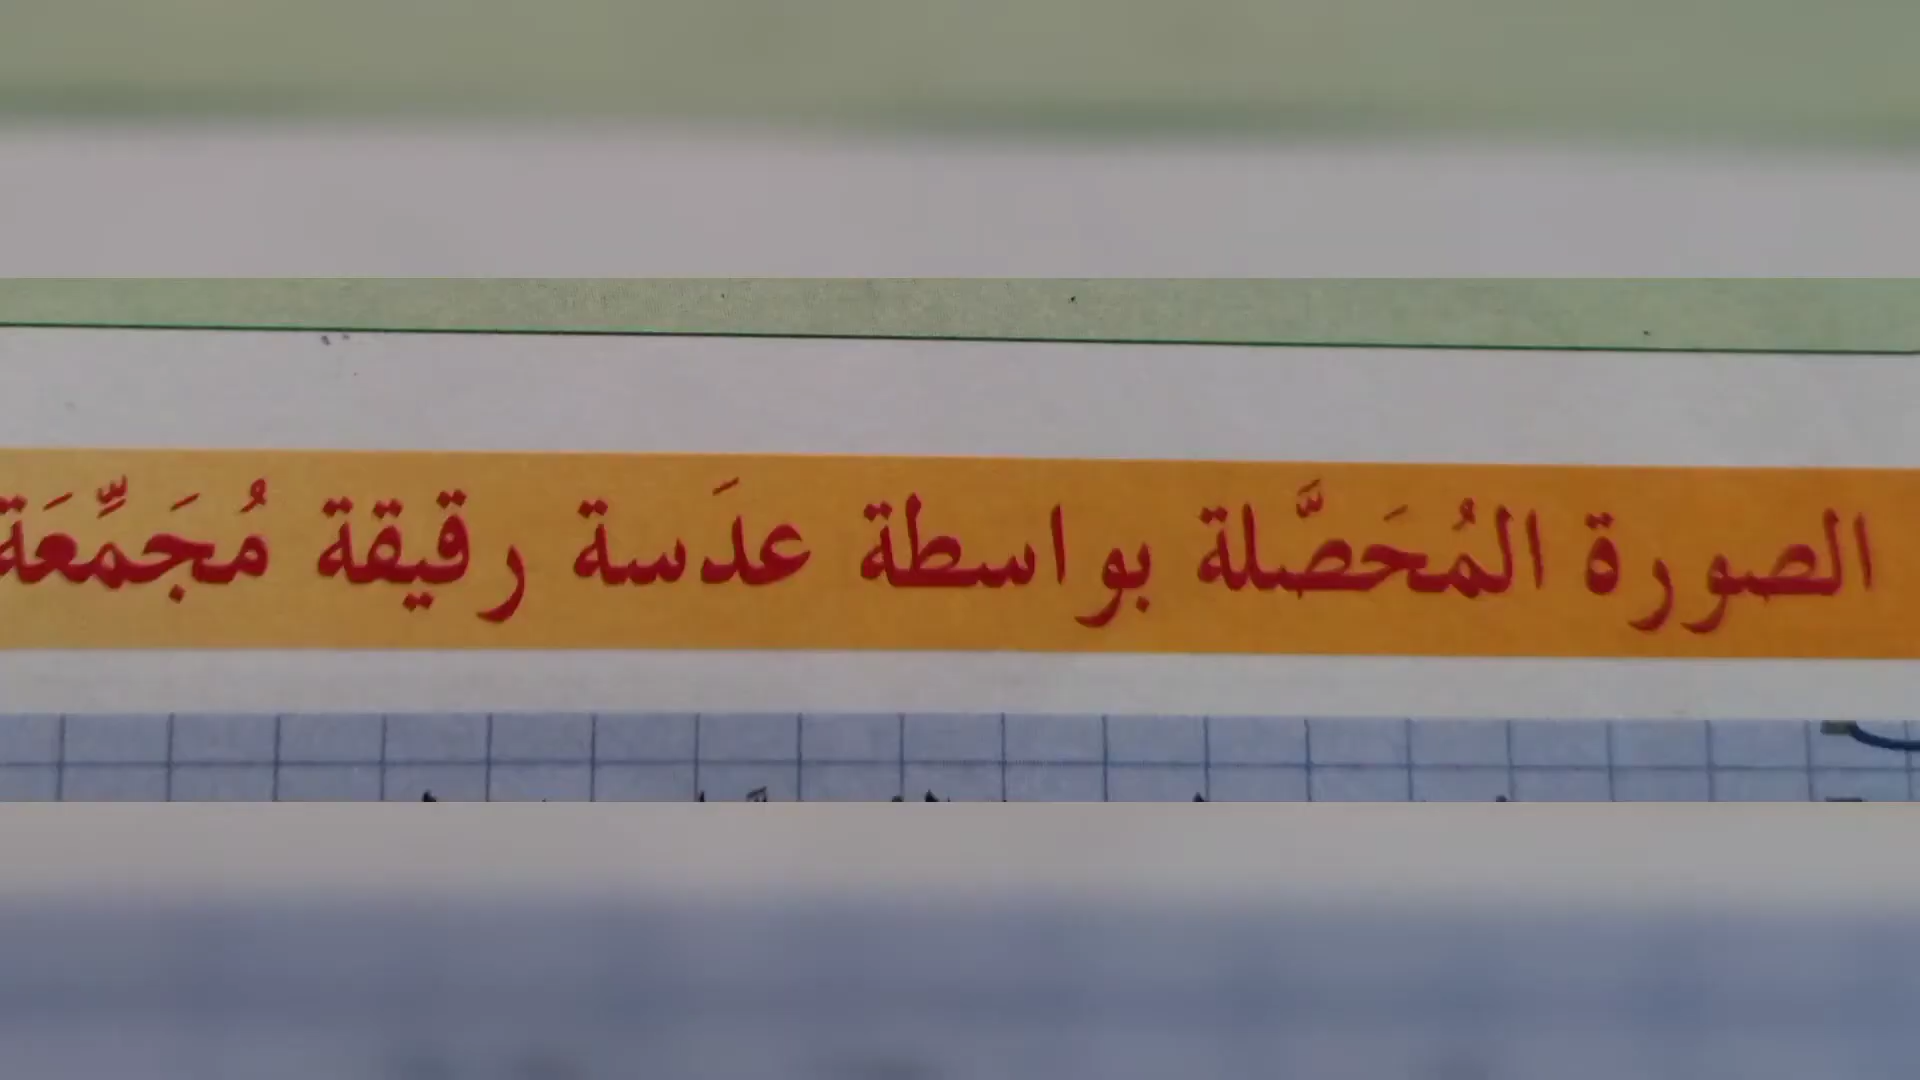 الصورة المُحَصَّلة بواسطة عدَسة رقيقة مُجَمِّعَة